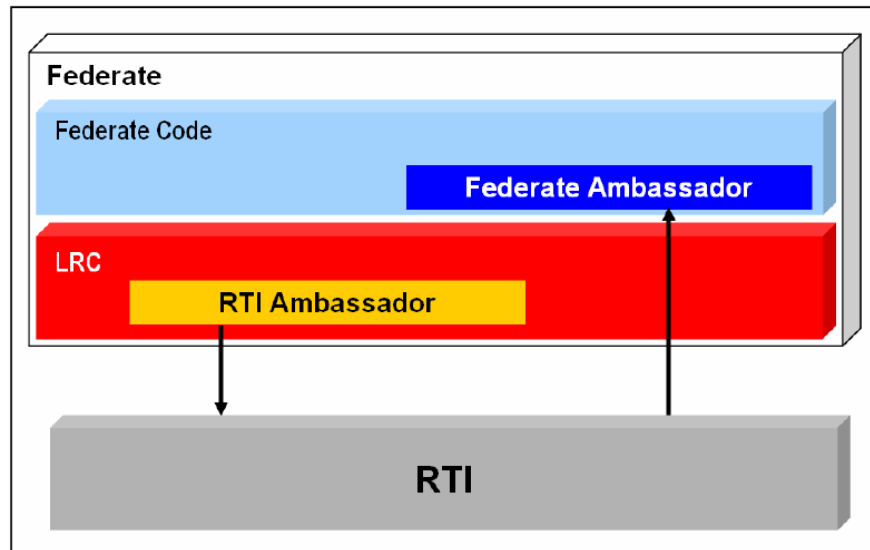 Federate
Federate Code
Federate Ambassador
LRC
RTI Ambassador
RTI